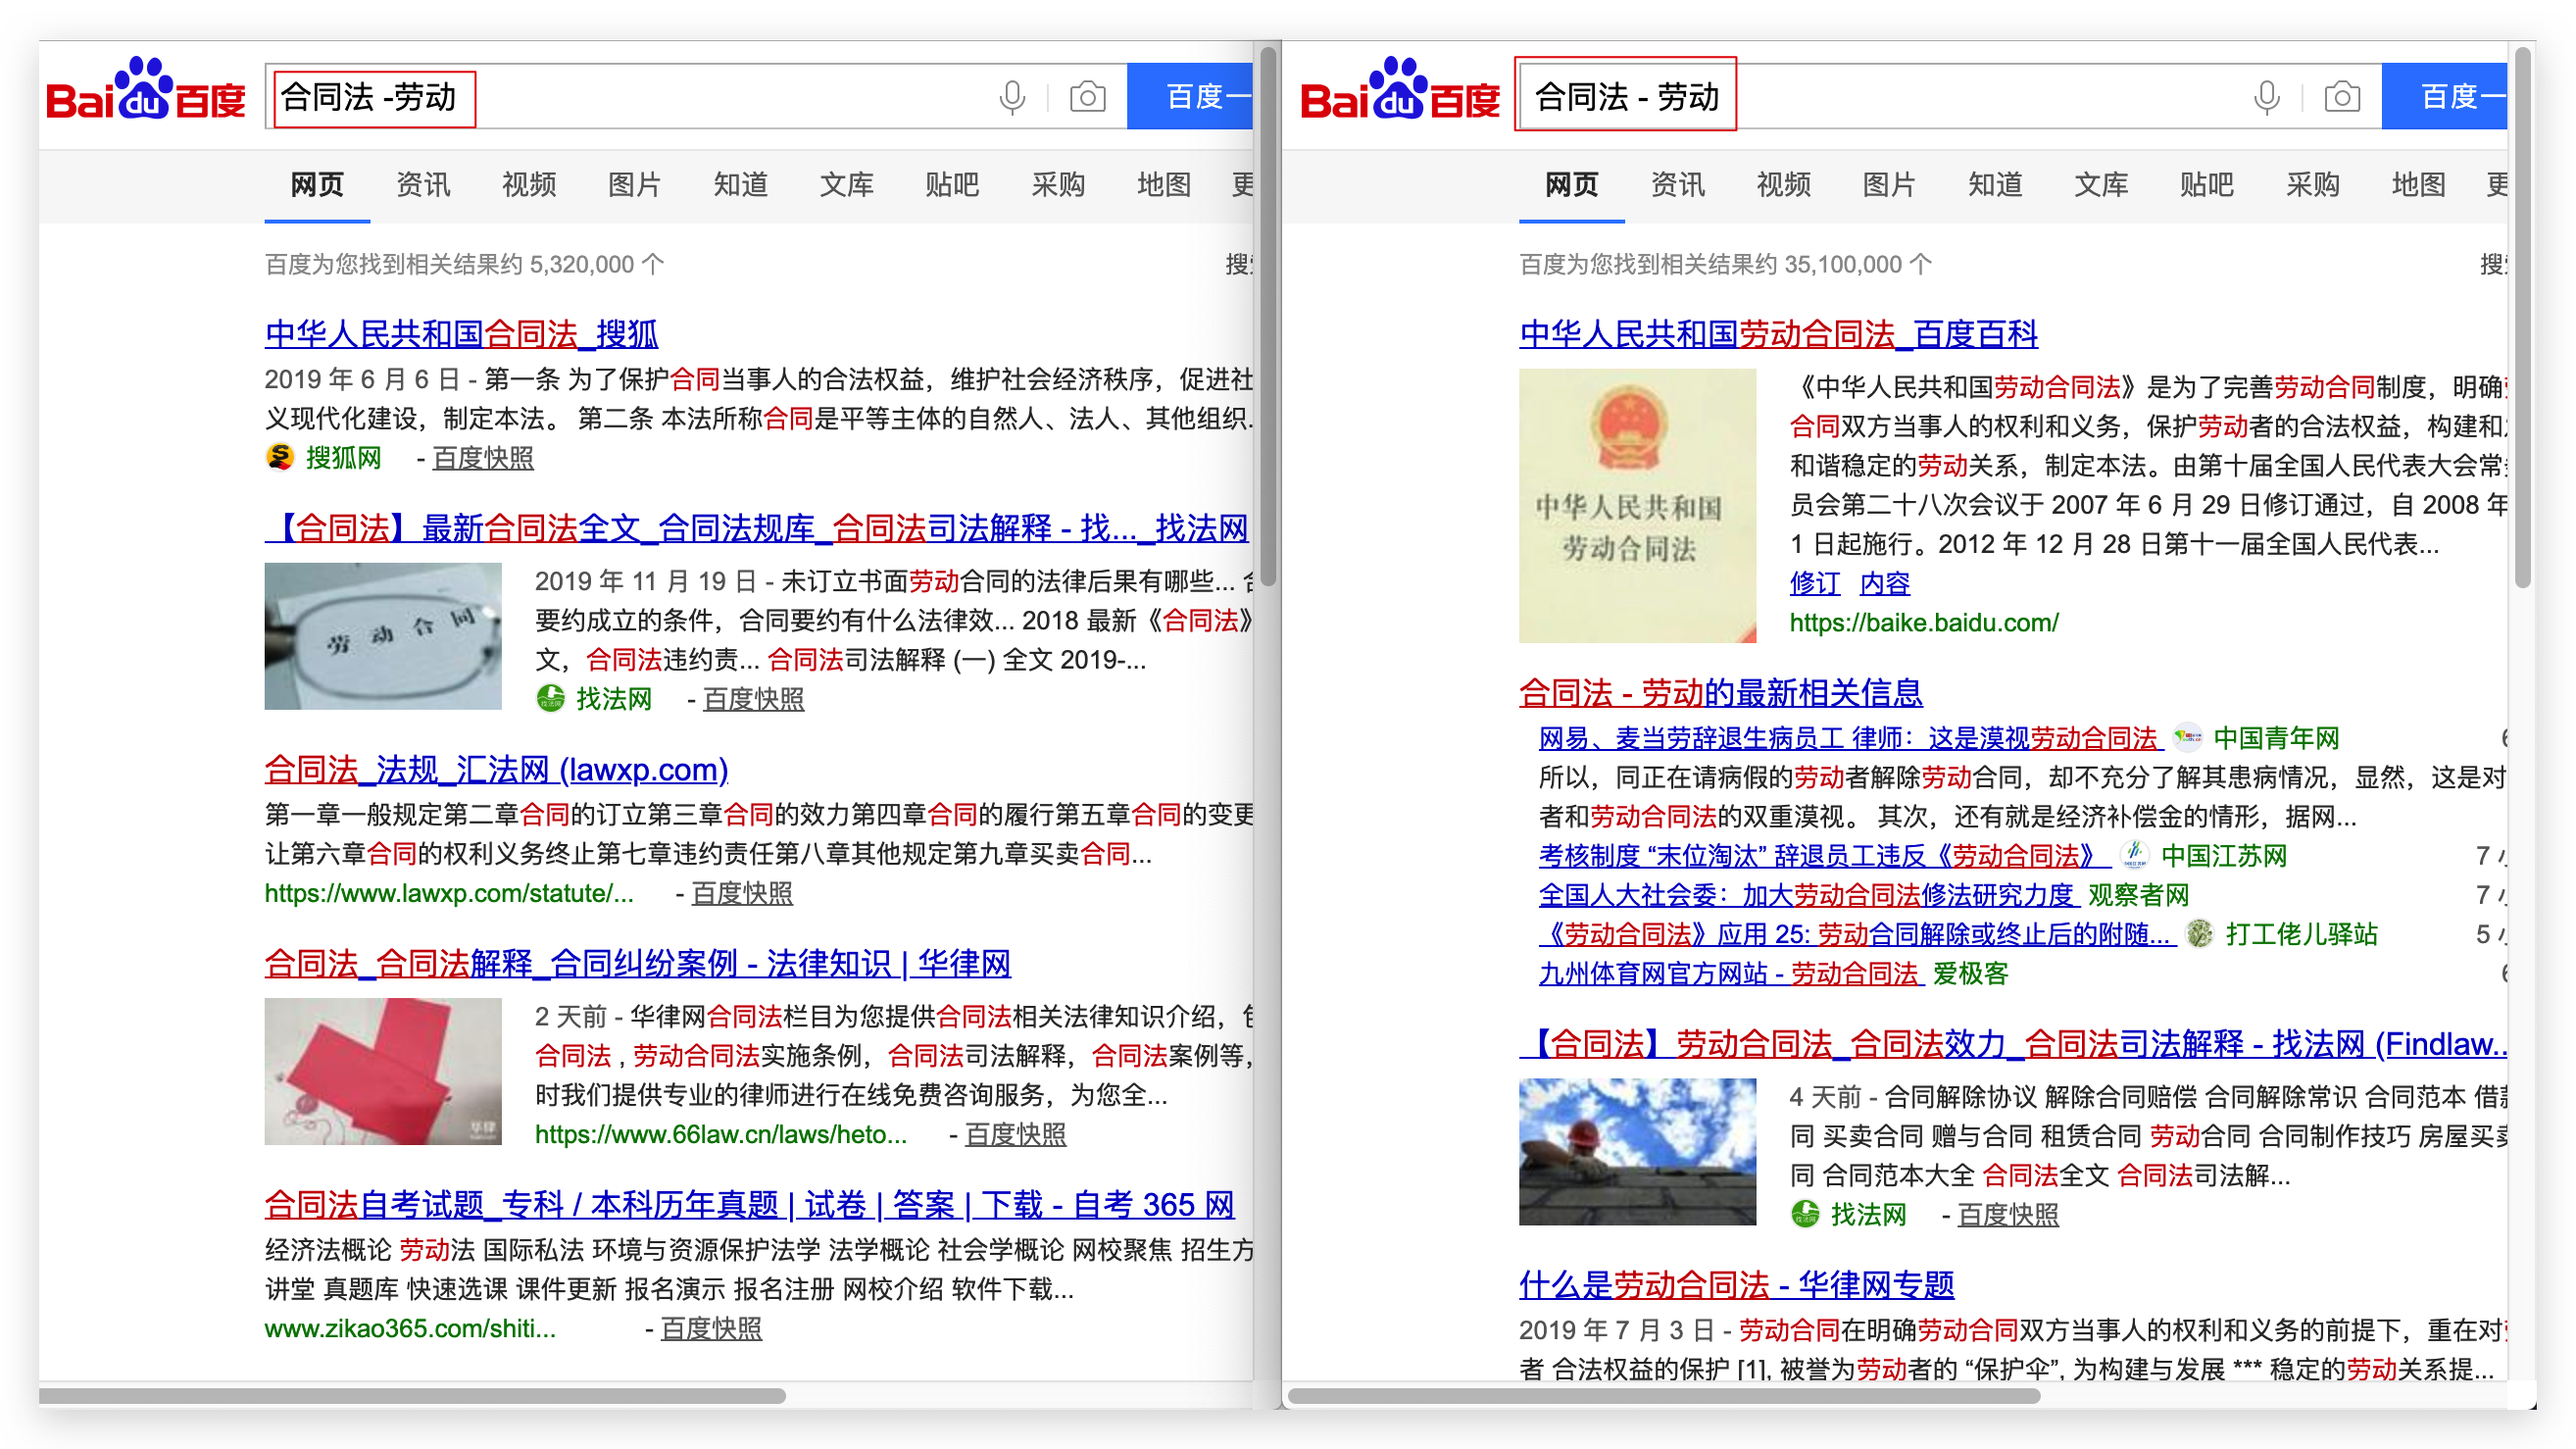 Baidu百度
合同法 -劳动
百度一
网页 资讯 视频 图片 知道 文库 贴吧 采购 地图 更
百度为您找到相关结果约 5,320,000 个
中华人民共和国合同法_搜狐
2019 年 6 月 6 日 - 第一条 为了保护合同当事人的合法权益，维护社会经济秩序，促进社
义现代化建设，制定本法。 第二条 本法所称合同是平等主体的自然人、法人、其他组织.
搜狐网 - 百度快照
【合同法】最新合同法全文_合同法规库_合同法司法解释 - 找..._找法网
劳动合同
2019 年 11 月 19 日 - 未订立书面劳动合同的法律后果有哪些... 合
要约成立的条件，合同要约有什么法律效... 2018 最新《合同法》
文，合同法违约责... 合同法司法解释 (一) 全文 2019-...
找法网 - 百度快照
合同法_法规_汇法网 (lawxp.com)
第一章一般规定第二章合同的订立第三章合同的效力第四章合同的履行第五章合同的变更
让第六章合同的权利义务终止第七章违约责任第八章其他规定第九章买卖合同...
https://www.lawxp.com/statute/... - 百度快照
合同法_合同法解释_合同纠纷案例 - 法律知识 | 华律网
2 天前 - 华律网合同法栏目为您提供合同法相关法律知识介绍，包
合同法 , 劳动合同法实施条例，合同法司法解释，合同法案例等，
时我们提供专业的律师进行在线免费咨询服务，为您全...
https://www.66law.cn/laws/heto... - 百度快照
合同法自考试题_专科 / 本科历年真题 | 试卷 | 答案 | 下载 - 自考 365 网
经济法概论 劳动法 国际私法 环境与资源保护法学 法学概论 社会学概论 网校聚焦 招生方
讲堂 真题库 快速选课 课件更新 报名演示 报名注册 网校介绍 软件下载...
www.zikao365.com/shiti... - 百度快照
Baidu百度
合同法 - 劳动
百度一
网页 资讯 视频 图片 知道 文库 贴吧 采购 地图 更
百度为您找到相关结果约 35,100,000 个
中华人民共和国劳动合同法_百度百科
中华人民共和国
劳动合同法
《中华人民共和国劳动合同法》是为了完善劳动合同制度，明确
合同双方当事人的权利和义务，保护劳动者的合法权益，构建和
和谐稳定的劳动关系，制定本法。由第十届全国人民代表大会常
员会第二十八次会议于 2007 年 6 月 29 日修订通过，自 2008 年
1 日起施行。2012 年 12 月 28 日第十一届全国人民代表...
修订 内容
https://baike.baidu.com/
合同法 - 劳动的最新相关信息
网易、麦当劳辞退生病员工 律师：这是漠视劳动合同法 中国青年网
所以，同正在请病假的劳动者解除劳动合同，却不充分了解其患病情况，显然，这是对
者和劳动合同法的双重漠视。 其次，还有就是经济补偿金的情形，据网...
考核制度 “末位淘汰” 辞退员工违反《劳动合同法》 中国江苏网 7 小
全国人大社会委：加大劳动合同法修法研究力度 观察者网 7 小
《劳动合同法》应用 25: 劳动合同解除或终止后的附随... 打工佬儿驿站 5 小
九州体育网官方网站 - 劳动合同法 爱极客
【合同法】劳动合同法_合同法效力_合同法司法解释 - 找法网 (Findlaw..
4 天前 - 合同解除协议 解除合同赔偿 合同解除常识 合同范本 借款
同 买卖合同 赠与合同 租赁合同 劳动合同 合同制作技巧 房屋买卖
同 合同范本大全 合同法全文 合同法司法解...
找法网 - 百度快照
什么是劳动合同法 - 华律网专题
2019 年 7 月 3 日 - 劳动合同在明确劳动合同双方当事人的权利和义务的前提下，重在对
者 合法权益的保护 [1], 被誉为劳动者的 “保护伞”, 为构建与发展 *** 稳定的劳动关系提...